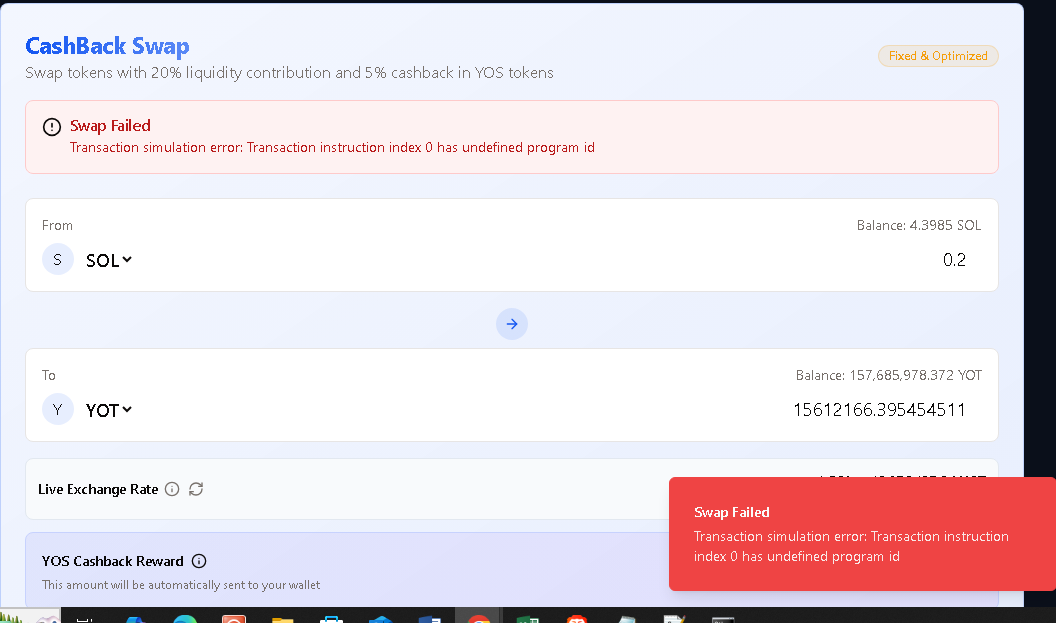 CashBack Swap
Swap tokens with 20% liquidity contribution and 5% cashback in YOS tokens
Fixed & Optimized
Swap Failed
Transaction simulation error: Transaction instruction index 0 has undefined program id
From
Balance: 4.3985 SOL
S
SOL
0.2
To
Balance: 157,685,978.372 YOT
Y
YOT
15612166.395454511
Live Exchange Rate
Swap Failed
Transaction simulation error: Transaction instruction
index 0 has undefined program id
YOS Cashback Reward
This amount will be automatically sent to your wallet